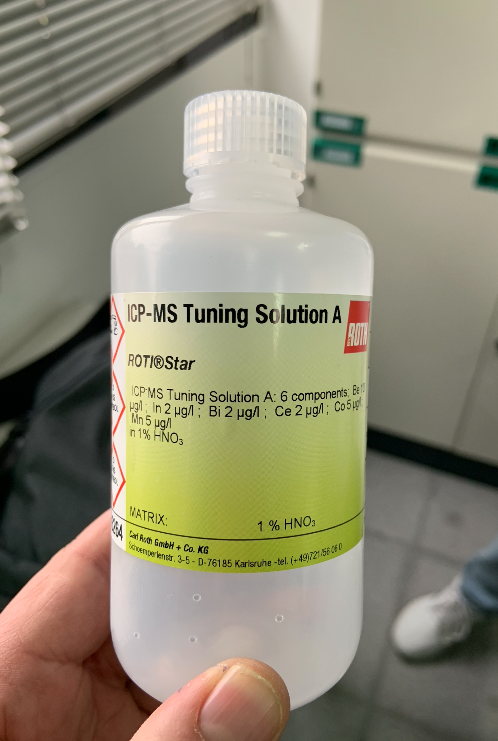 ICP-MS Tuning Solution A
ROTH
ROTI®Star
ICP-MS Tuning Solution A: 6 components: Be
µg/l ; In 2 µg/l ; Bi 2 µg/l ; Ce 2 µg/l ; Co 5 µg/l
Mn 5 µg/l
in 1% HNO₃
MATRIX: 1 % HNO₃
Carl Roth GmbH + Co. KG
Schoemperlenstr. 3-5 - D-76185 Karlsruhe -tel. (+49)721/56 06 0